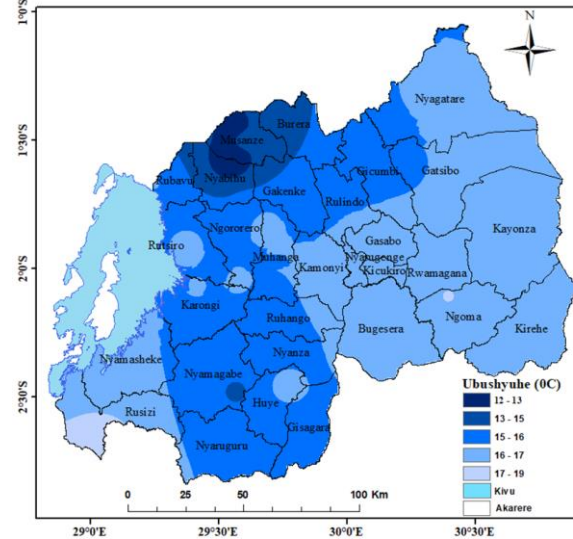 1°0'S
N
Nyagatare
Burera
1°30'S
Musanze
Rubavu
Nyabihu
Gakenke
Gicumbi
Gatsibo
Rulindo
Ngororero
Kayonza
Rutsiro
Gasabo
Muhanga
Nyarugenge
2°0'S
Kamonyi
Kicukiro
Rwamagana
Karongi
Ruhango
Bugesera
Ngoma
Kirehe
Nyamasheke
Nyanza
Nyamagabe
2°30'S
Rusizi
Huye
Gisagara
Nyaruguru
Ubushyuhe (0C)
12 - 13
13 - 15
15 - 16
16 - 17
17 - 19
Kivu
Akarere
0 25 50 100 Km
29°0'E 29°30'E 30°0'E 30°30'E